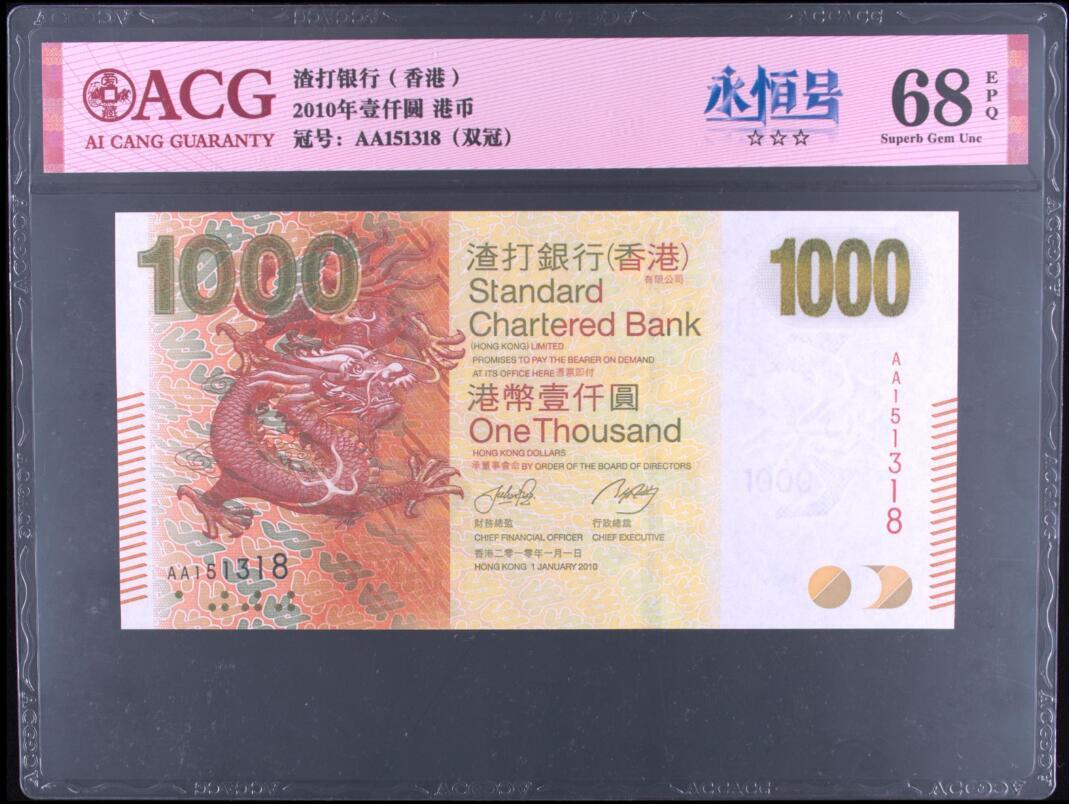 ACG
AI CANG GUARANTY
渣打银行（香港）
2010年壹仟圆 港币
冠号：AA151318（双冠）
永恒号
☆☆☆
68
EPQ
Superb Gem Unc
1000
渣打銀行(香港)
有限公司
Standard
Chartered Bank
(HONG KONG) LIMITED
PROMISES TO PAY THE BEARER ON DEMAND
AT ITS OFFICE HERE 憑票即付
港幣壹仟圓
One Thousand
HONG KONG DOLLARS
承董事會命 BY ORDER OF THE BOARD OF DIRECTORS
財務總監 行政總裁
CHIEF FINANCIAL OFFICER CHIEF EXECUTIVE
香港二零一零年一月一日
HONG KONG 1 JANUARY 2010
AA151318
1000
AA151318
1000